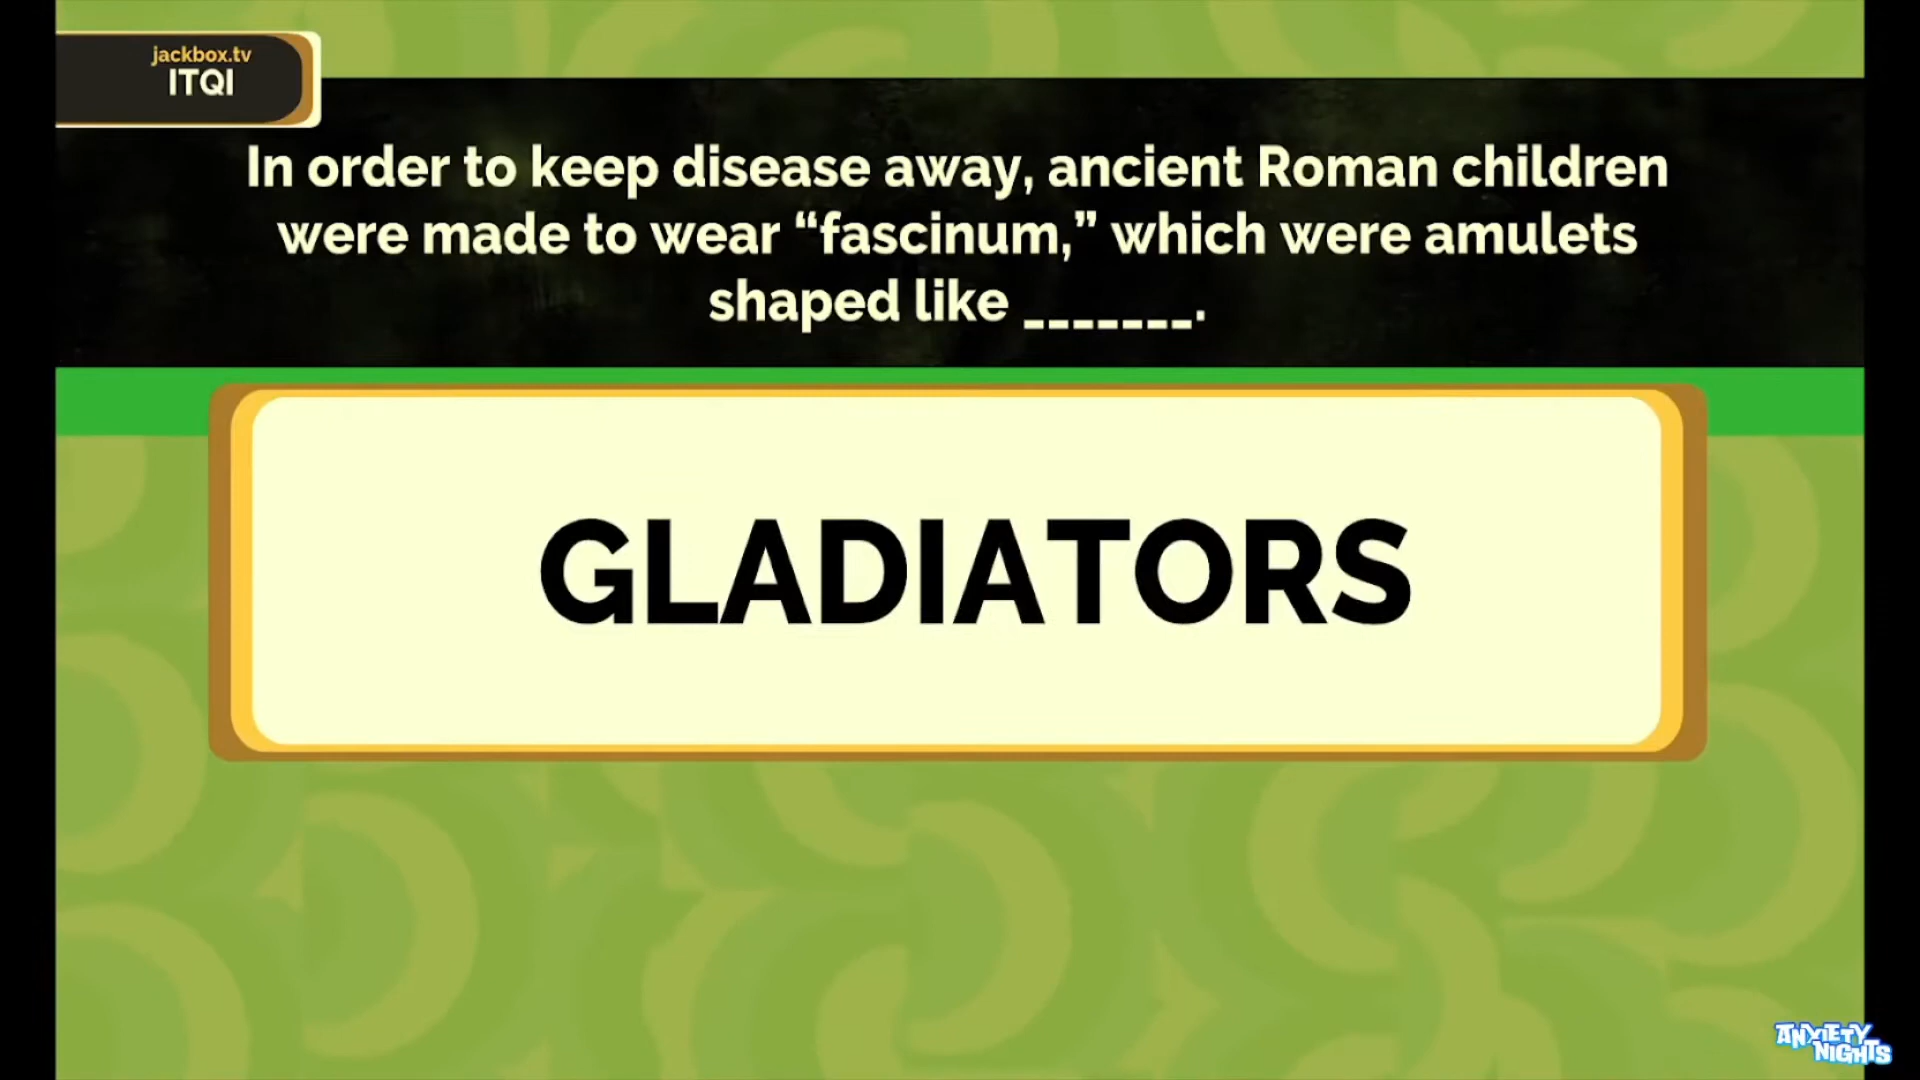 jackbox.tv
ITQI
In order to keep disease away, ancient Roman children
were made to wear “fascinum,” which were amulets
shaped like _______.
GLADIATORS
ANXIETY
NIGHTS